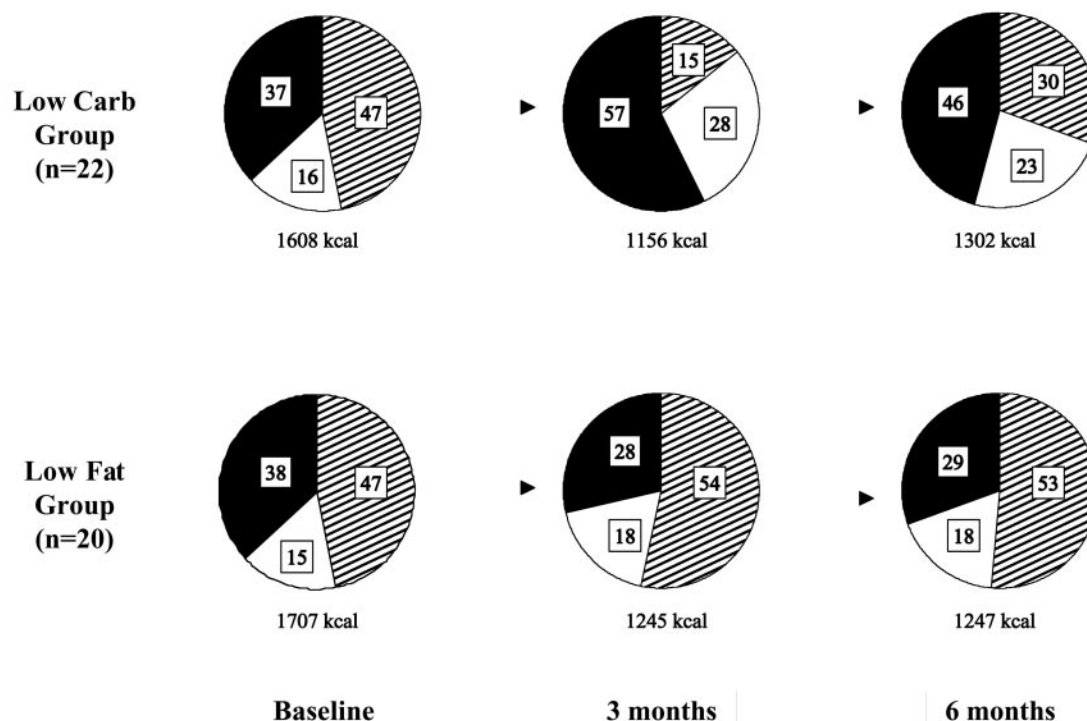 Low Carb
Group
(n=22)
37
47
16
1608 kcal
15
57
28
1156 kcal
30
46
23
1302 kcal
Low Fat
Group
(n=20)
38
47
15
1707 kcal
28
54
18
1245 kcal
29
53
18
1247 kcal
Baseline
3 months
6 months